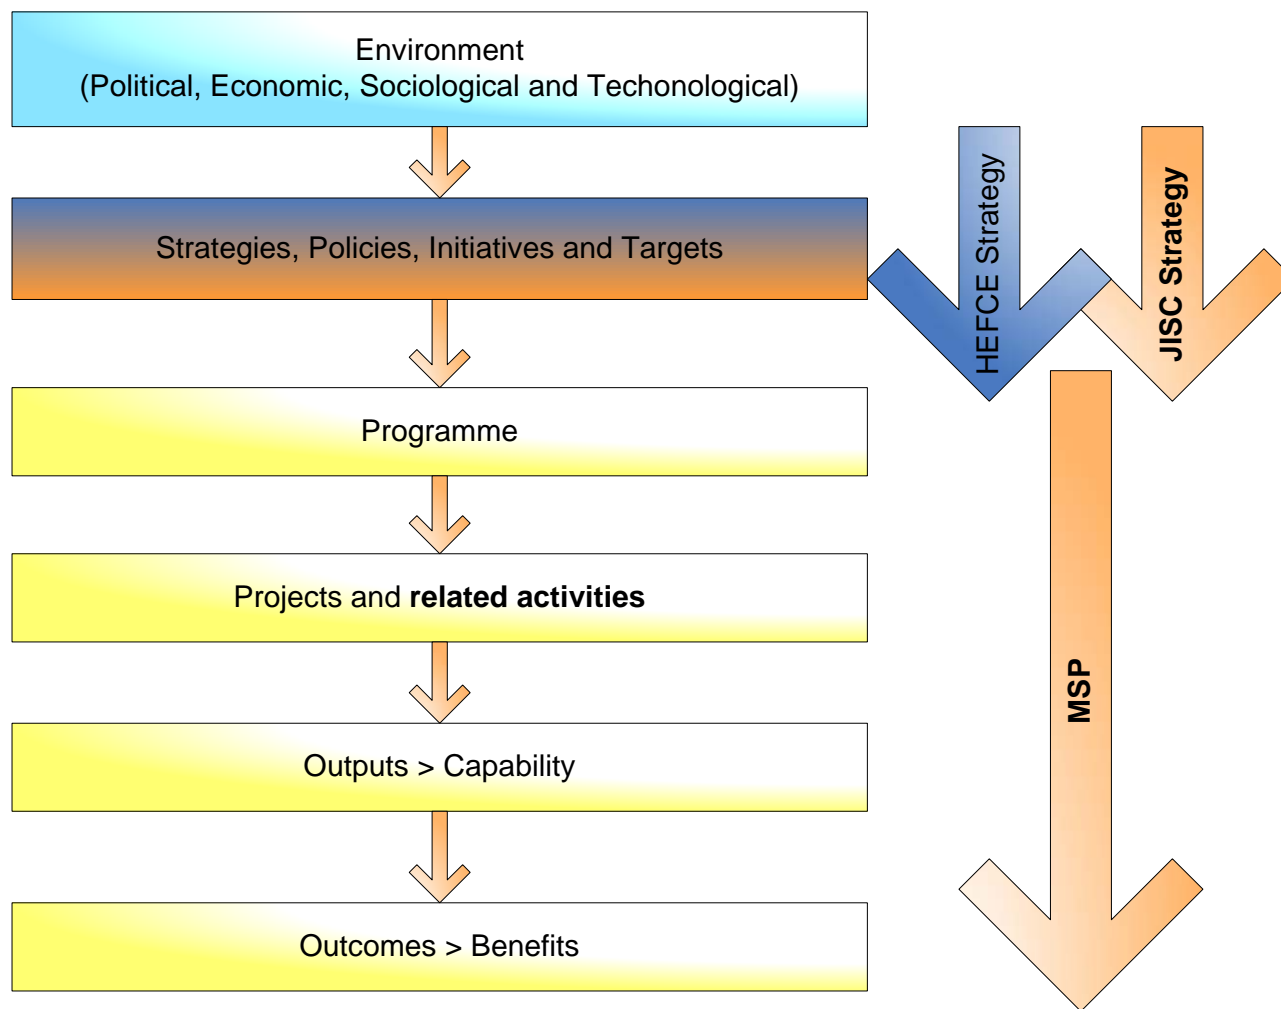 Environment
(Political, Economic, Sociological and Techonological)
Strategies, Policies, Initiatives and Targets
HEFCE Strategy
JISC Strategy
Programme
Projects and related activities
MSP
Outputs > Capability
Outcomes > Benefits